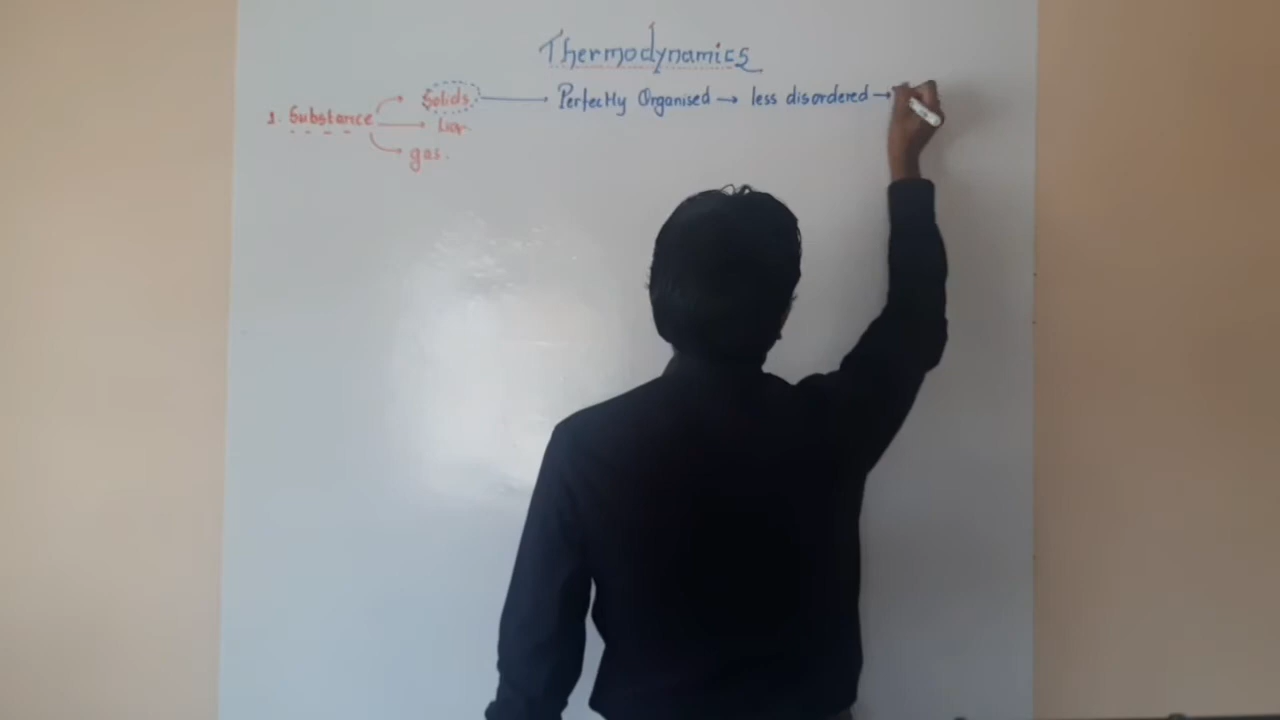 Thermodynamics
Solids → Perfectly Organised → less disordered →
1. Substance → Liq.
gas.